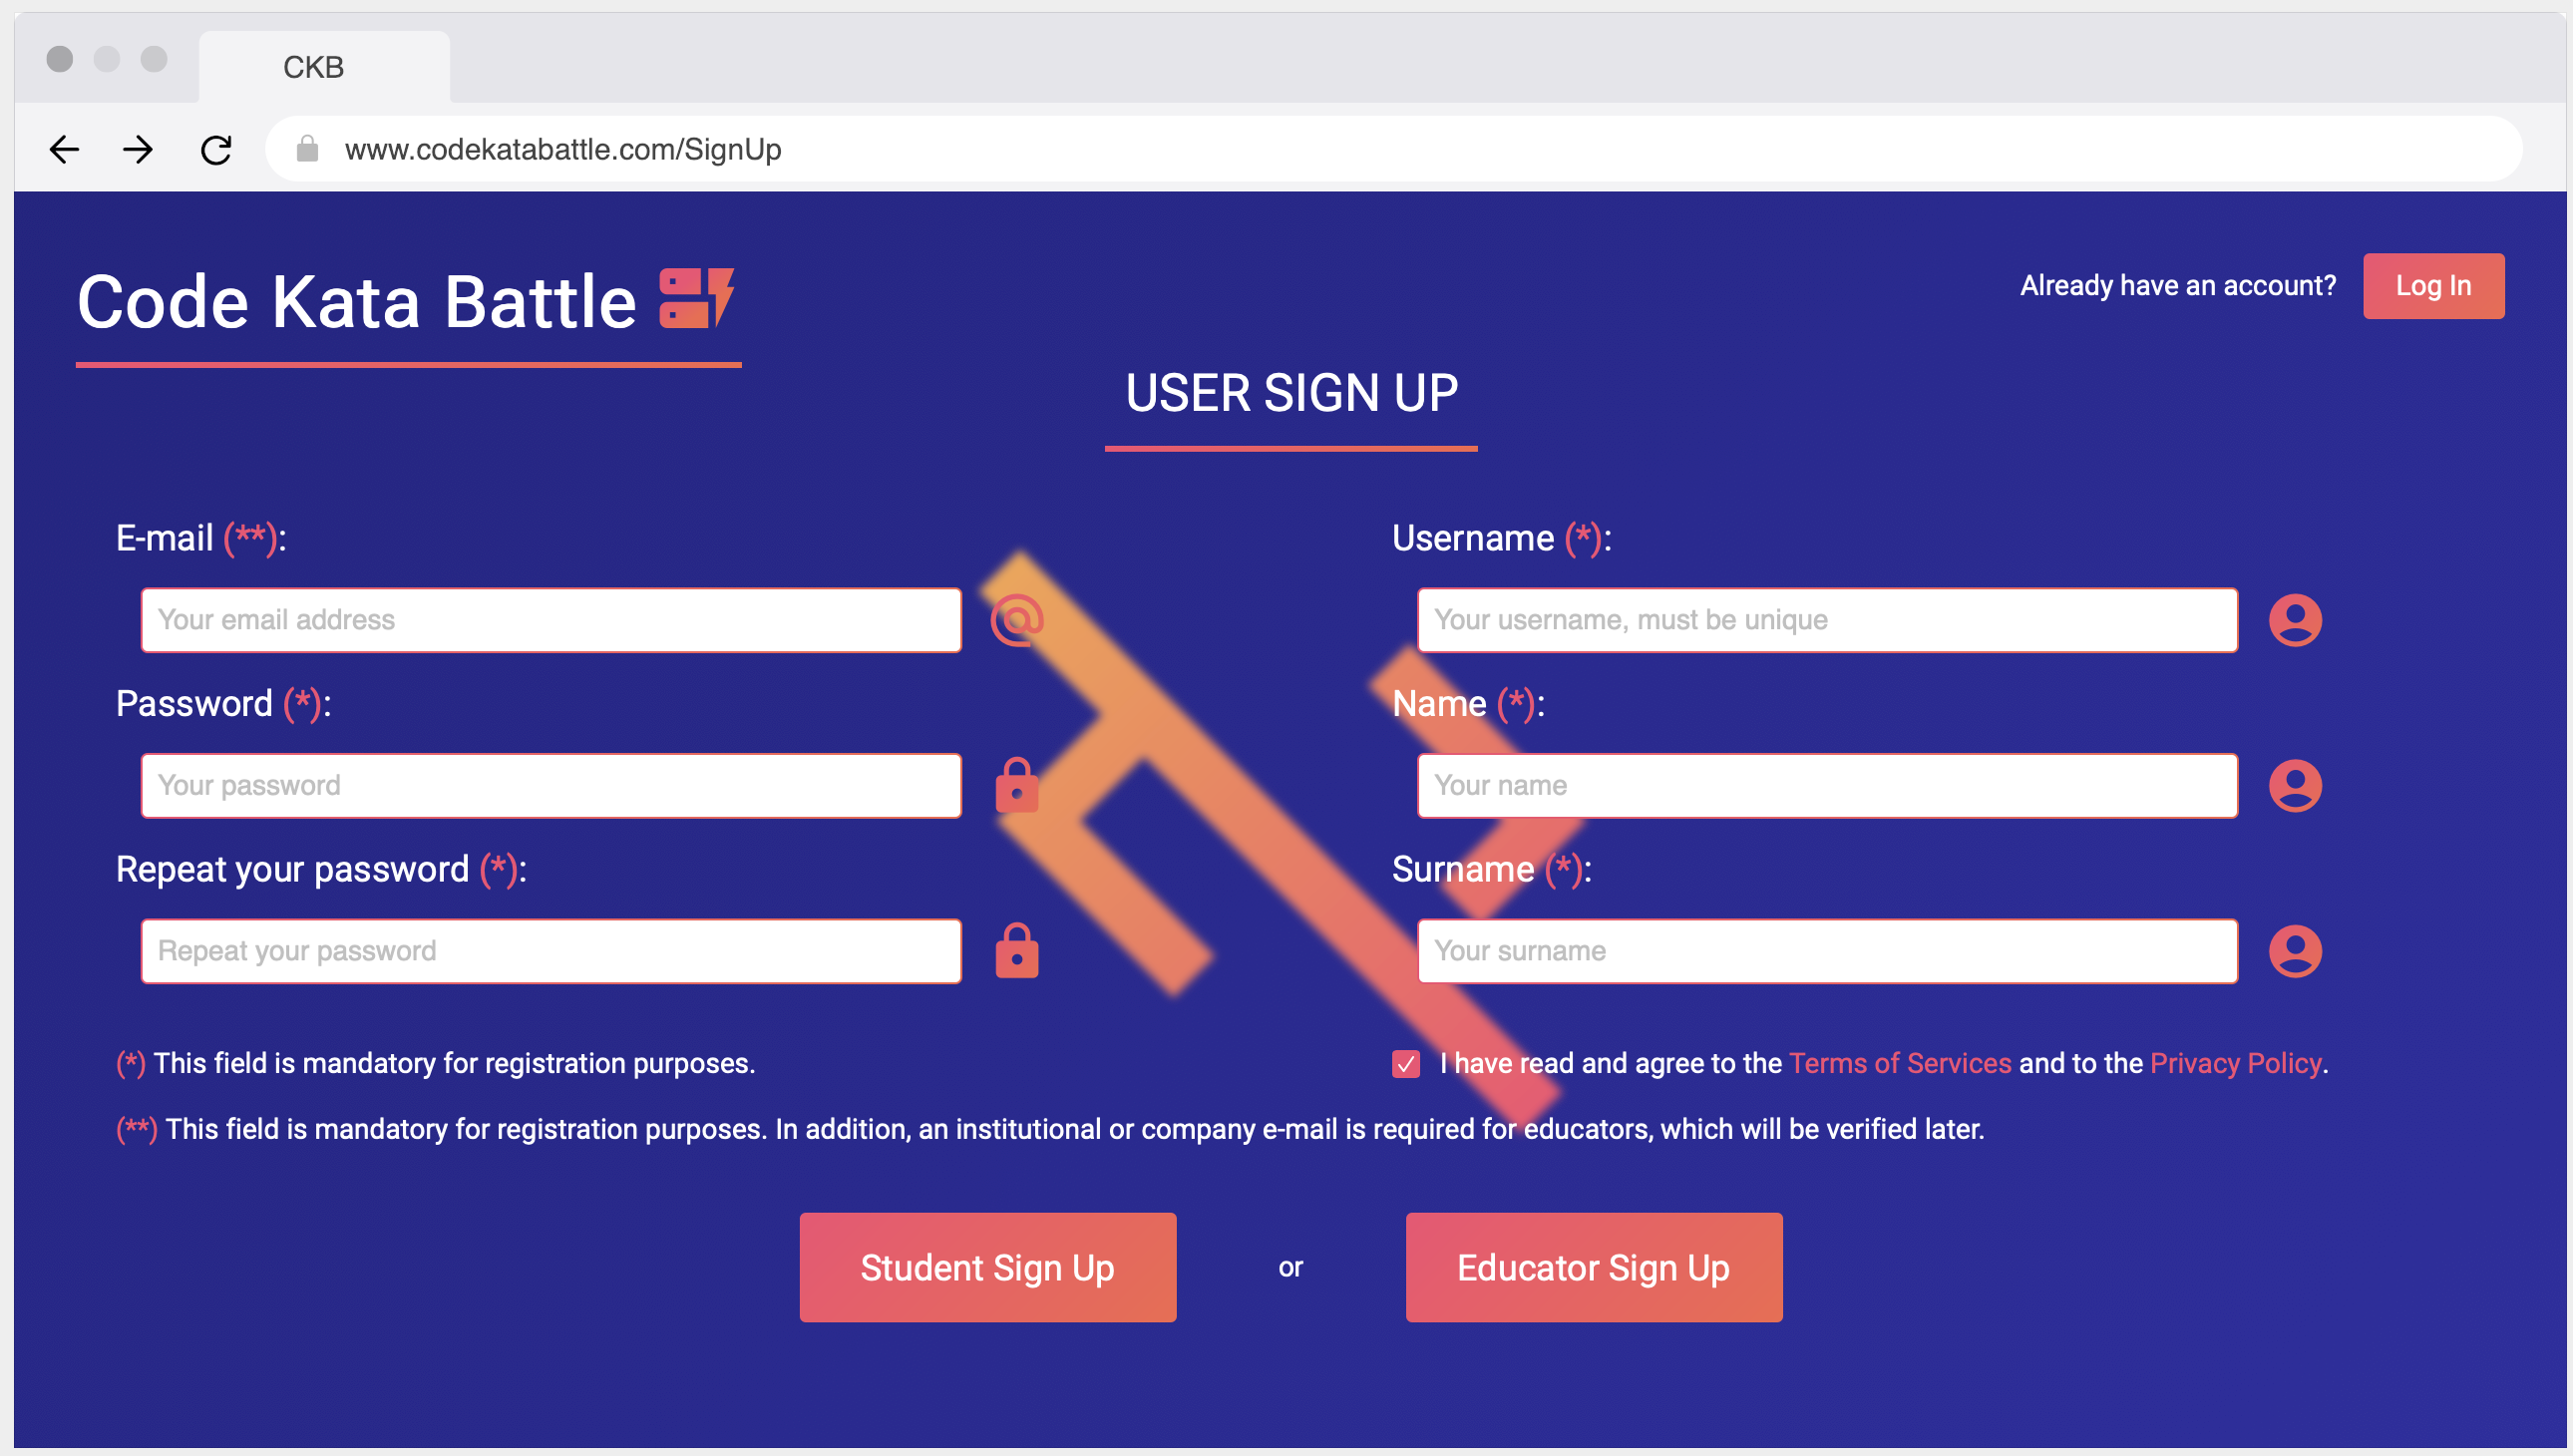 CKB
www.codekatabattle.com/SignUp
Code Kata Battle
Already have an account?
Log In
USER SIGN UP
E-mail (**):
Your email address
Password (*):
Your password
Repeat your password (*):
Repeat your password
Username (*):
Your username, must be unique
Name (*):
Your name
Surname (*):
Your surname
(*) This field is mandatory for registration purposes.
I have read and agree to the Terms of Services and to the Privacy Policy.
(**) This field is mandatory for registration purposes. In addition, an institutional or company e-mail is required for educators, which will be verified later.
Student Sign Up
or
Educator Sign Up